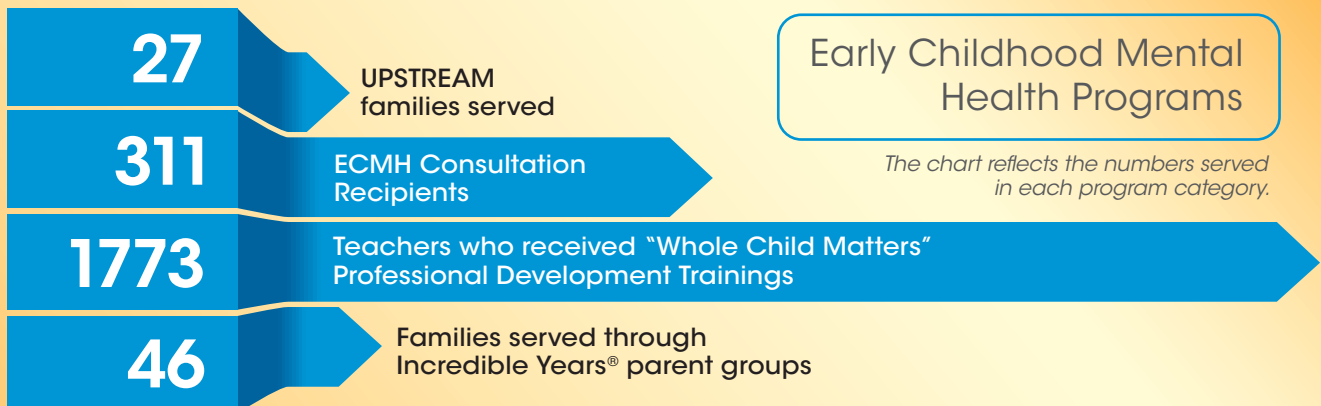 Early Childhood Mental
Health Programs
The chart reflects the numbers served
in each program category.
27
UPSTREAM
families served
311
ECMH Consultation
Recipients
1773
Teachers who received “Whole Child Matters”
Professional Development Trainings
46
Families served through
Incredible Years® parent groups